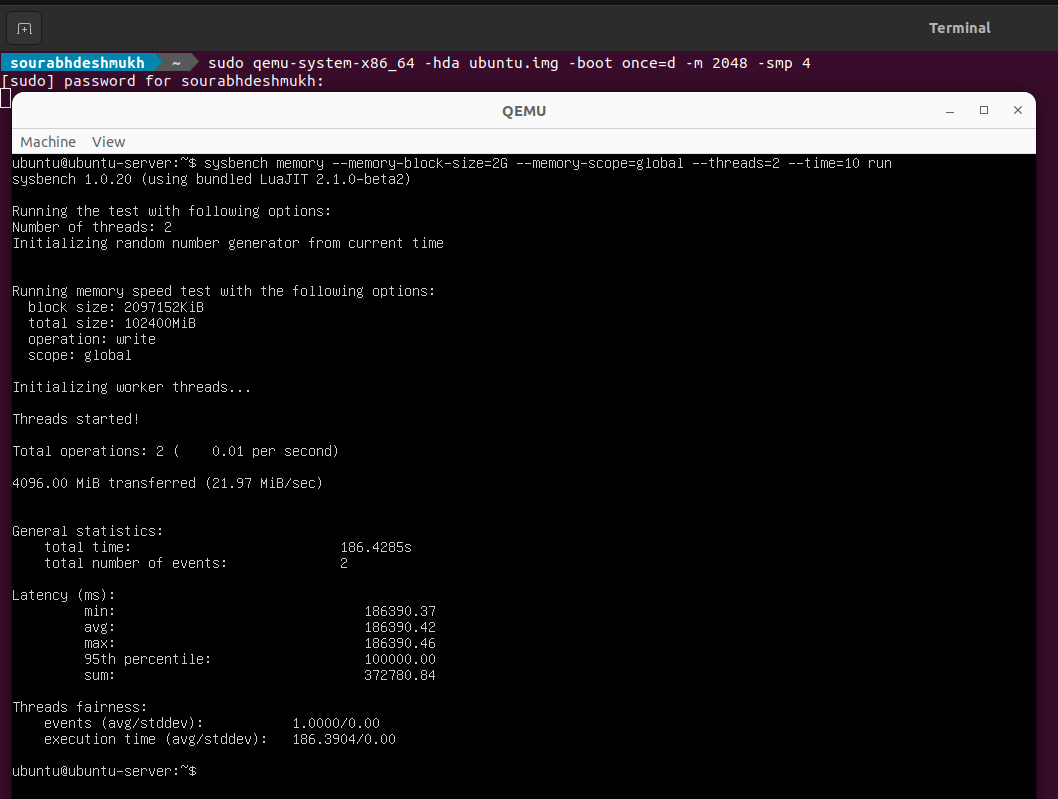 Terminal
sourabhdeshmukh ~ sudo qemu-system-x86_64 -hda ubuntu.img -boot once=d -m 2048 -smp 4
[sudo] password for sourabhdeshmukh:
QEMU
Machine View
ubuntu@ubuntu-server:~$ sysbench memory --memory-block-size=2G --memory-scope=global --threads=2 --time=10 run
sysbench 1.0.20 (using bundled LuaJIT 2.1.0-beta2)
Running the test with following options:
Number of threads: 2
Initializing random number generator from current time
Running memory speed test with the following options:
block size: 2097152KiB
total size: 102400MiB
operation: write
scope: global
Initializing worker threads...
Threads started!
Total operations: 2 (    0.01 per second)
4096.00 MiB transferred (21.97 MiB/sec)
General statistics:
total time: 186.4285s
total number of events: 2
Latency (ms):
min: 186390.37
avg: 186390.42
max: 186390.46
95th percentile: 100000.00
sum: 372780.84
Threads fairness:
events (avg/stddev): 1.0000/0.00
execution time (avg/stddev): 186.3904/0.00
ubuntu@ubuntu-server:~$